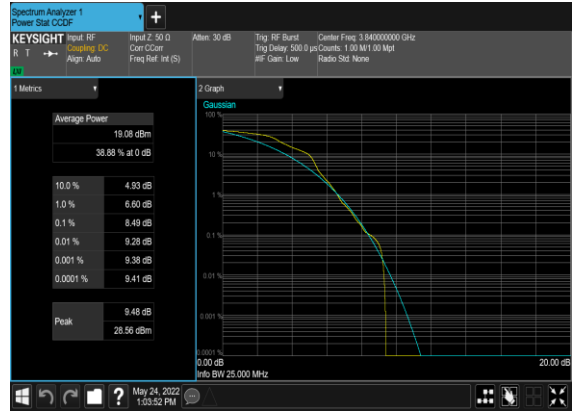 Spectrum Analyzer 1
Power Stat CCDF
+
KEYSIGHT
R T
LXI
Input: RF
Coupling: DC
Align: Auto
Input Z: 50 Ω
Corr CCorr
Freq Ref: Int (S)
Atten: 30 dB
Trig: RF Burst
Trig Delay: 500.0 µs
#IF Gain: Low
Center Freq: 3.840000000 GHz
Counts: 1.00 M/1.00 Mpt
Radio Std: None
1 Metrics
Average Power
19.08 dBm
38.88 % at 0 dB
10.0 % 4.93 dB
1.0 % 6.60 dB
0.1 % 8.49 dB
0.01 % 9.28 dB
0.001 % 9.38 dB
0.0001 % 9.41 dB
Peak
9.48 dB
28.56 dBm
2 Graph
Gaussian
100 %
10 %
1 %
0.1 %
0.01 %
0.001 %
0.0001 %
0.00 dB 20.00 dB
Info BW 25.000 MHz
?
May 24, 2022
1:03:52 PM